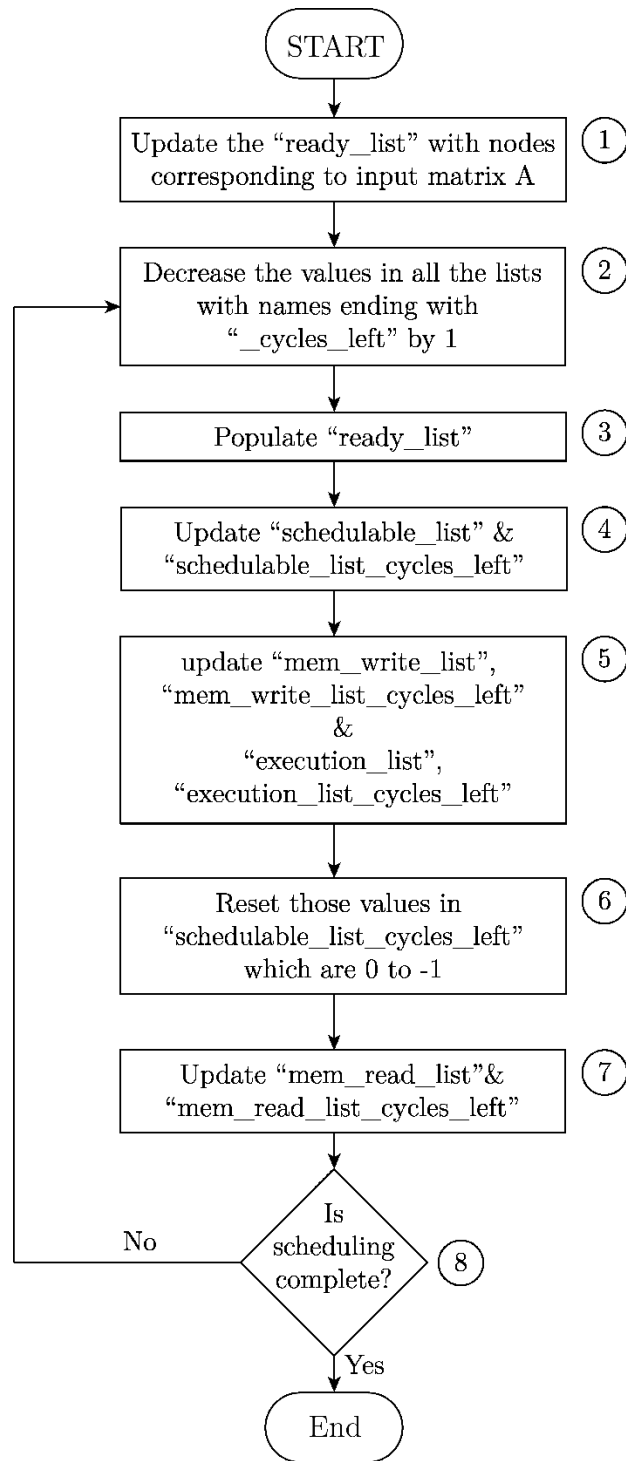 START
Update the “ready_list” with nodes
corresponding to input matrix A
1
Decrease the values in all the lists
with names ending with
“_cycles_left” by 1
2
Populate “ready_list”
3
Update “schedulable_list” &
“schedulable_list_cycles_left”
4
update “mem_write_list”,
“mem_write_list_cycles_left”
&
“execution_list”,
“execution_list_cycles_left”
5
Reset those values in
“schedulable_list_cycles_left”
which are 0 to -1
6
Update “mem_read_list”&
“mem_read_list_cycles_left”
7
Is
scheduling
complete?
8
No
Yes
End